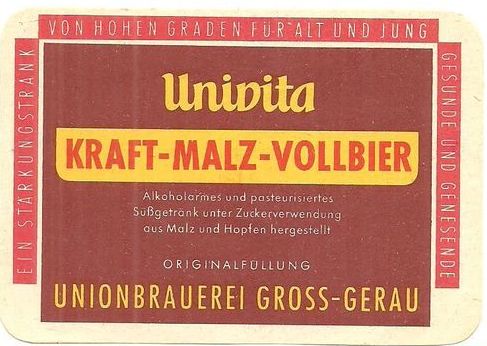 EIN STÄRKUNGSTRANK
VON HOHEN GRADEN FÜR ALT UND JUNG
GESUNDE UND GENESENDE
Univita
KRAFT-MALZ-VOLLBIER
Alkoholarmes und pasteurisiertes
Süßgetränk unter Zuckerverwendung
aus Malz und Hopfen hergestellt
ORIGINALFÜLLUNG
UNIONBRAUEREI GROSS-GERAU